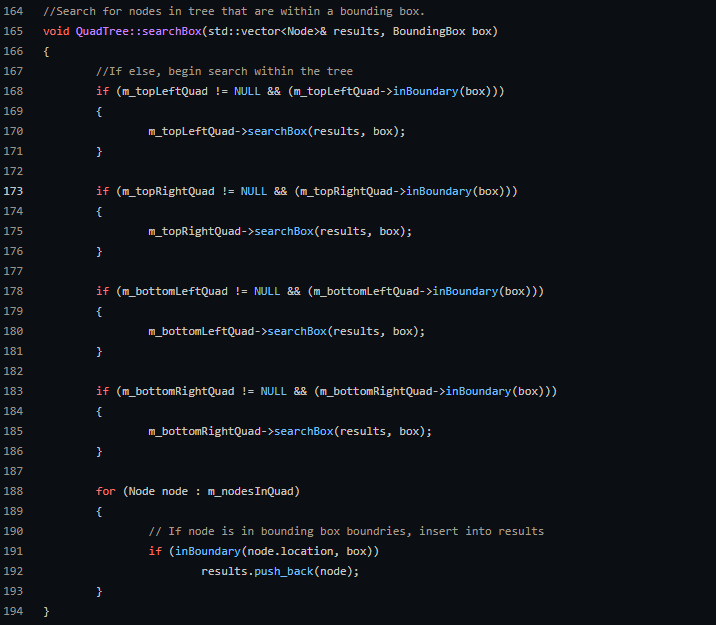 164 //Search for nodes in tree that are within a bounding box.
165 void QuadTree::searchBox(std::vector<Node>& results, BoundingBox box)
166 {
167 //If else, begin search within the tree
168 if (m_topLeftQuad != NULL && (m_topLeftQuad->inBoundary(box)))
169 {
170 m_topLeftQuad->searchBox(results, box);
171 }
172
173 if (m_topRightQuad != NULL && (m_topRightQuad->inBoundary(box)))
174 {
175 m_topRightQuad->searchBox(results, box);
176 }
177
178 if (m_bottomLeftQuad != NULL && (m_bottomLeftQuad->inBoundary(box)))
179 {
180 m_bottomLeftQuad->searchBox(results, box);
181 }
182
183 if (m_bottomRightQuad != NULL && (m_bottomRightQuad->inBoundary(box)))
184 {
185 m_bottomRightQuad->searchBox(results, box);
186 }
187
188 for (Node node : m_nodesInQuad)
189 {
190 // If node is in bounding box boundries, insert into results
191 if (inBoundary(node.location, box))
192 results.push_back(node);
193 }
194 }